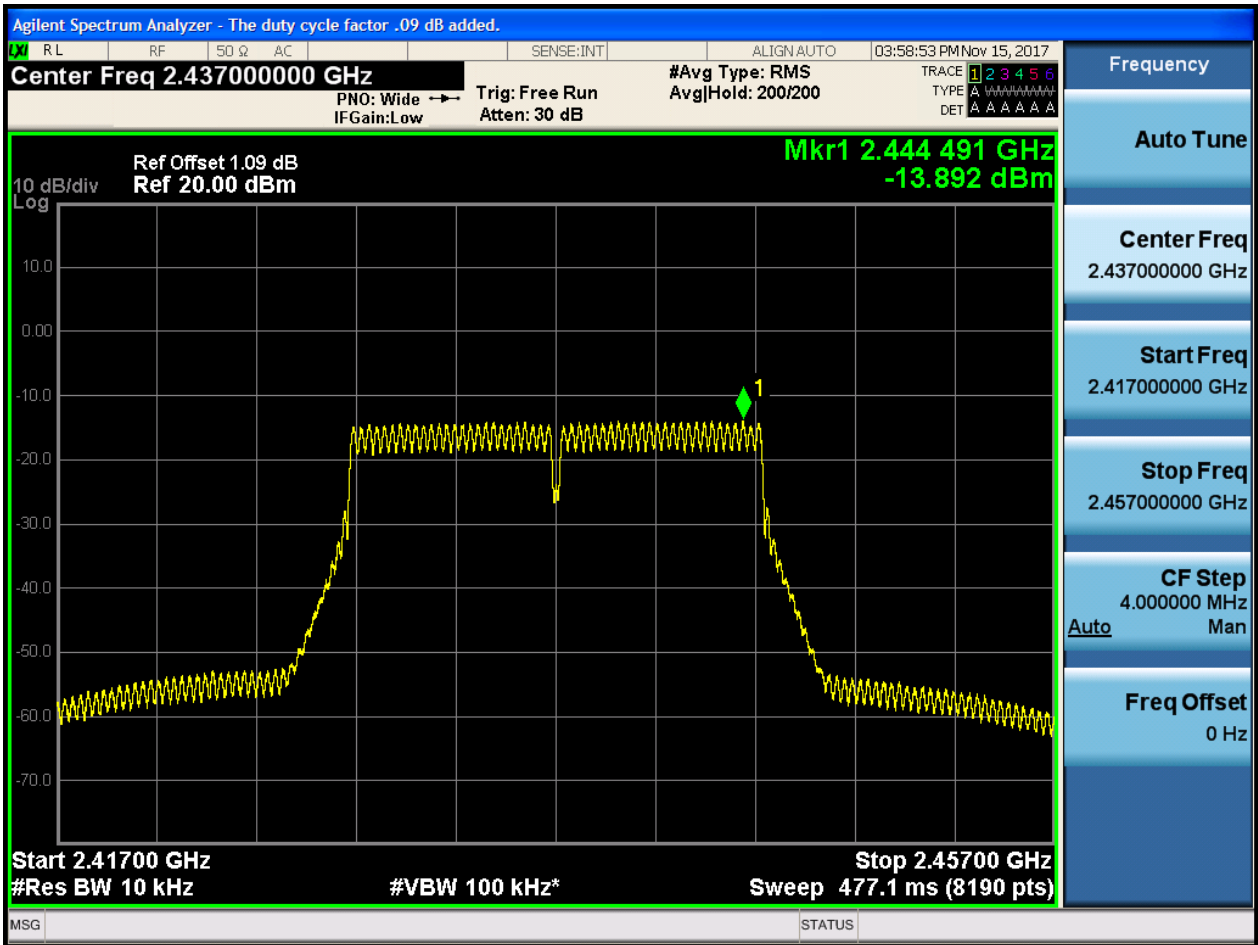 Agilent Spectrum Analyzer - The duty cycle factor .09 dB added.
LXI RL RF 50 Ω AC SENSE:INT ALIGN AUTO 03:58:53 PM Nov 15, 2017
Center Freq 2.437000000 GHz
PNO: Wide
IFGain:Low
Trig: Free Run
Atten: 30 dB
#Avg Type: RMS
Avg|Hold: 200/200
TRACE 1 2 3 4 5 6
TYPE A WWWWWW
DET A A A A A A
Mkr1 2.444 491 GHz
-13.892 dBm
Ref Offset 1.09 dB
10 dB/div Ref 20.00 dBm
Log
10.0
0.00
-10.0
-20.0
-30.0
-40.0
-50.0
-60.0
-70.0
1
Start 2.41700 GHz Stop 2.45700 GHz
#Res BW 10 kHz #VBW 100 kHz* Sweep 477.1 ms (8190 pts)
MSG STATUS
Frequency
Auto Tune
Center Freq
2.437000000 GHz
Start Freq
2.417000000 GHz
Stop Freq
2.457000000 GHz
CF Step
4.000000 MHz
Auto Man
Freq Offset
0 Hz